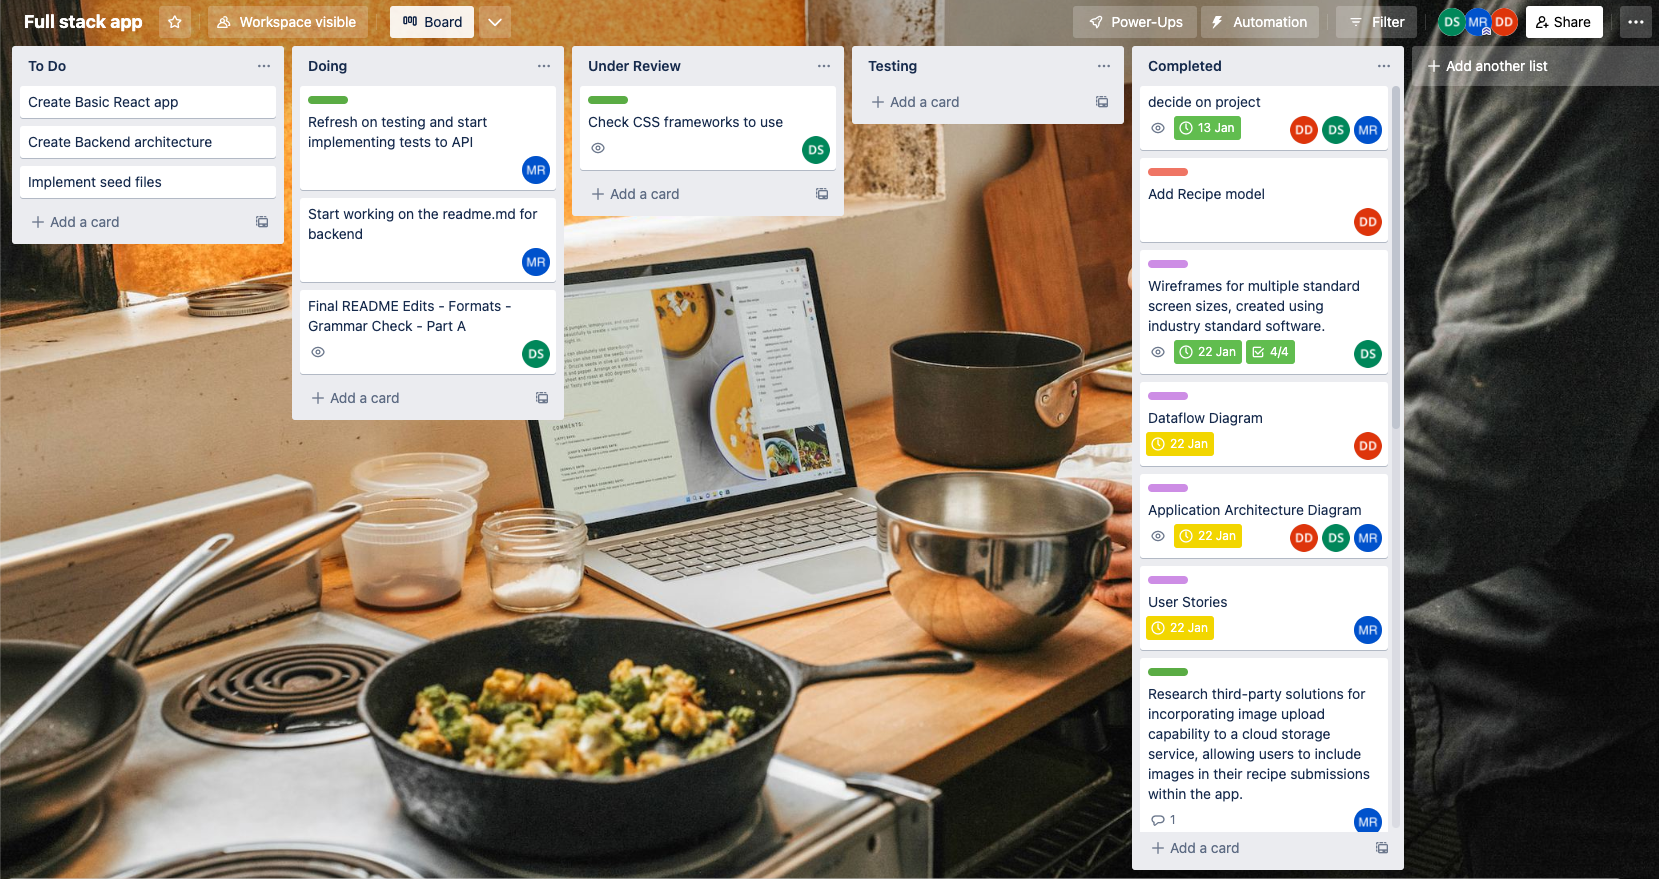 Full stack app
Workspace visible
Board
Power-Ups
Automation
Filter
DS
MR
DD
Share
To Do
Create Basic React app
Create Backend architecture
Implement seed files
Add a card
Doing
Refresh on testing and start
implementing tests to API
MR
Start working on the readme.md for
backend
MR
Final README Edits - Formats -
Grammar Check - Part A
DS
Add a card
Under Review
Check CSS frameworks to use
DS
Add a card
Testing
Add a card
Completed
decide on project
13 Jan
DD
DS
MR
Add Recipe model
DD
Wireframes for multiple standard
screen sizes, created using
industry standard software.
22 Jan
4/4
DS
Dataflow Diagram
22 Jan
DD
Application Architecture Diagram
22 Jan
DD
DS
MR
User Stories
22 Jan
MR
Research third-party solutions for
incorporating image upload
capability to a cloud storage
service, allowing users to include
images in their recipe submissions
within the app.
1
MR
Add a card
Add another list
COMMENTS: